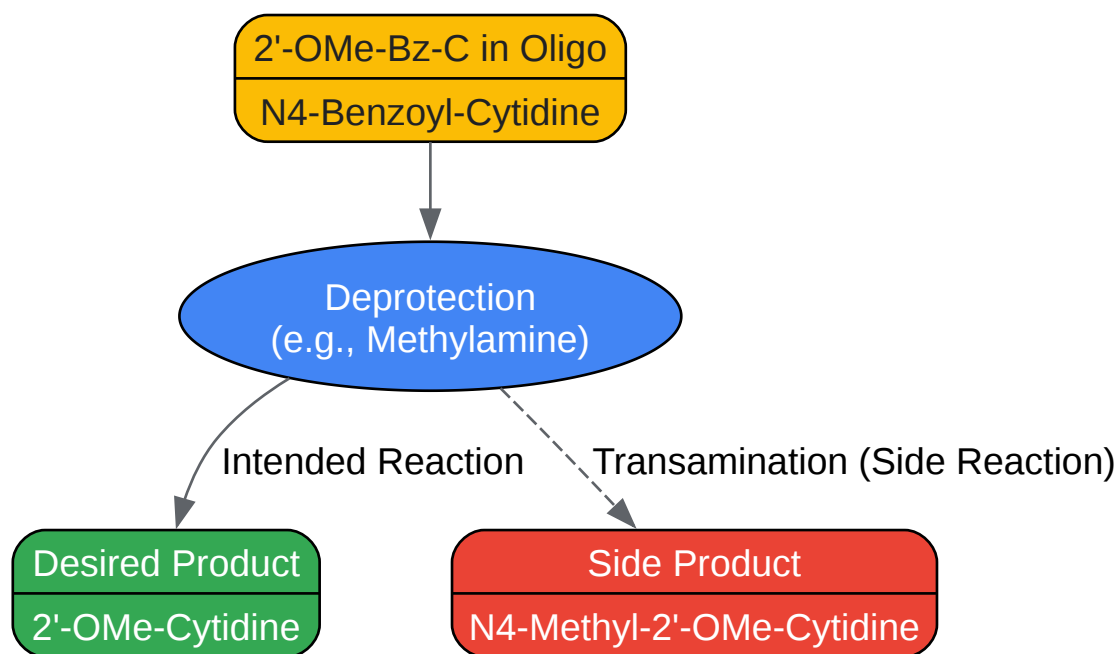 2'-OMe-Bz-C in Oligo
N4-Benzoyl-Cytidine
Deprotection
(e.g., Methylamine)
Intended Reaction
Transamination (Side Reaction)
Desired Product
2'-OMe-Cytidine
Side Product
N4-Methyl-2'-OMe-Cytidine